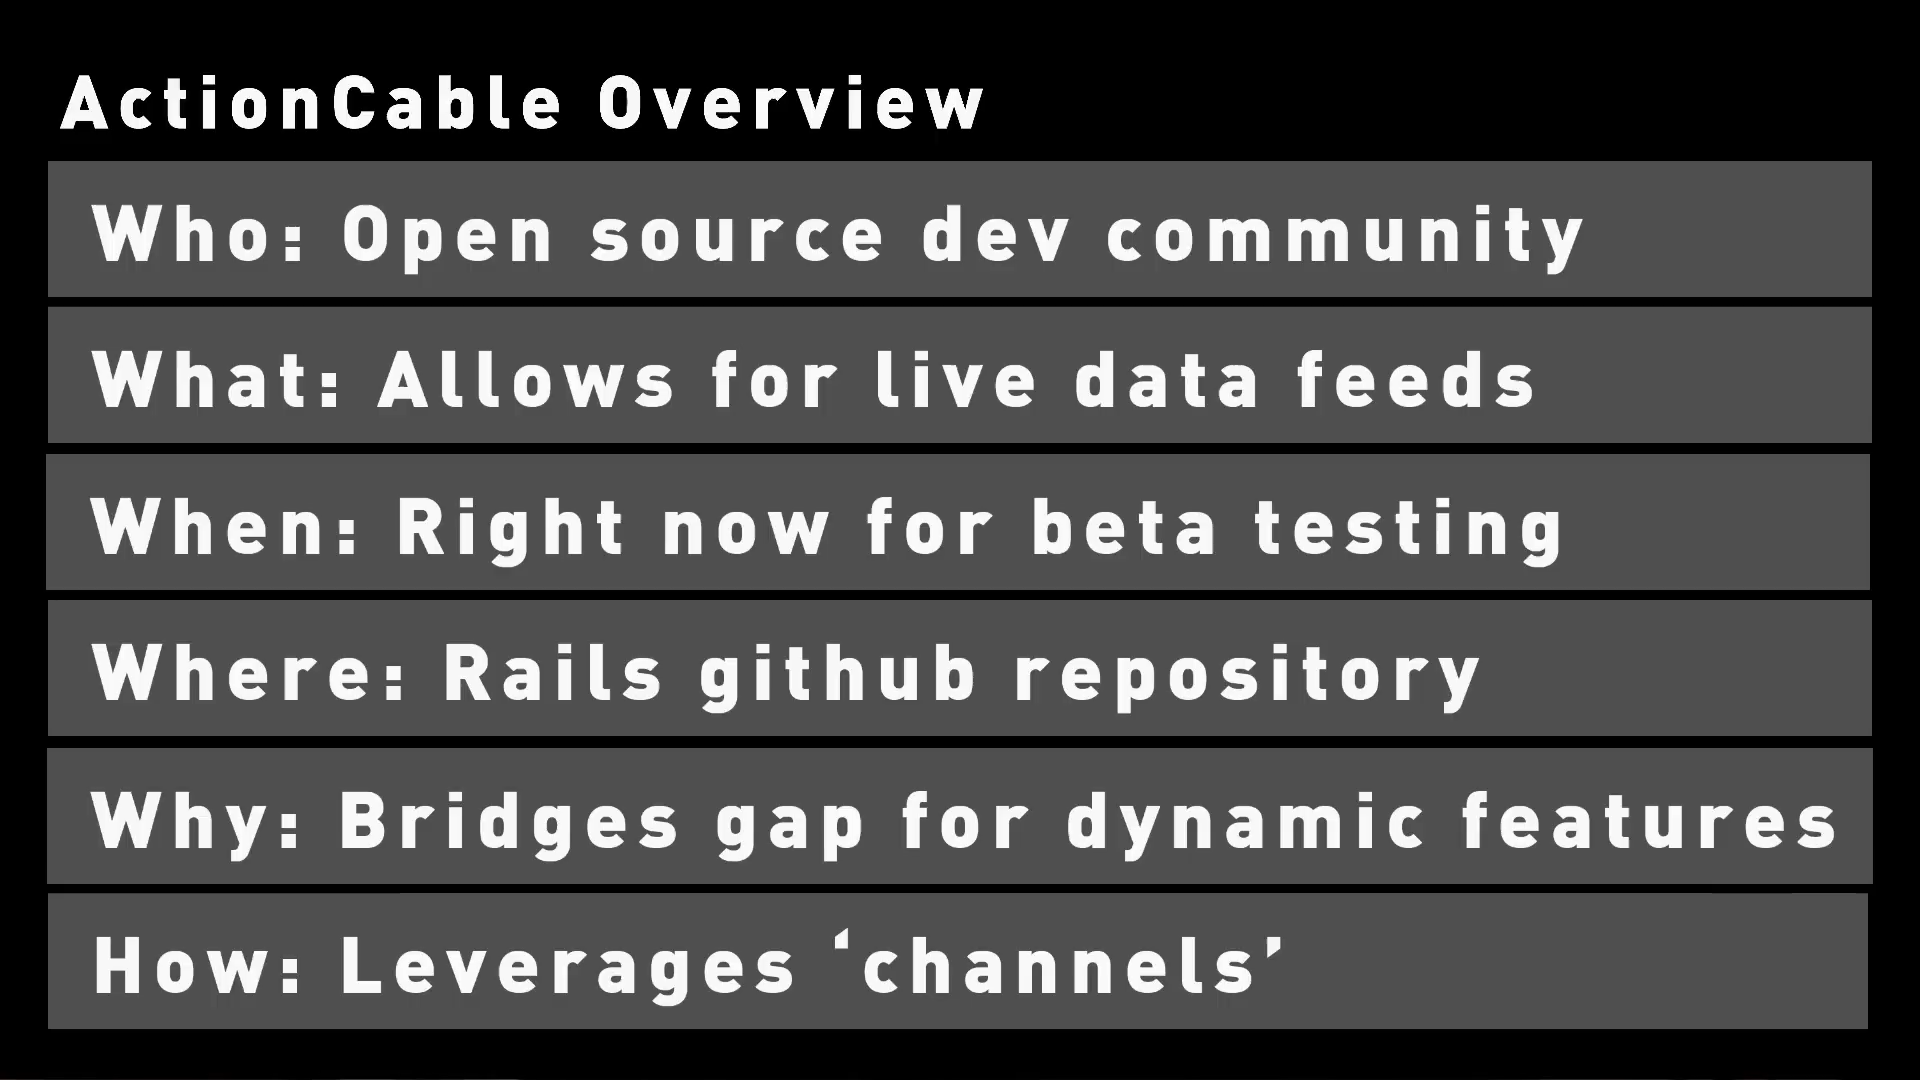 ActionCable Overview
Who: Open source dev community
What: Allows for live data feeds
When: Right now for beta testing
Where: Rails github repository
Why: Bridges gap for dynamic features
How: Leverages ‘channels’